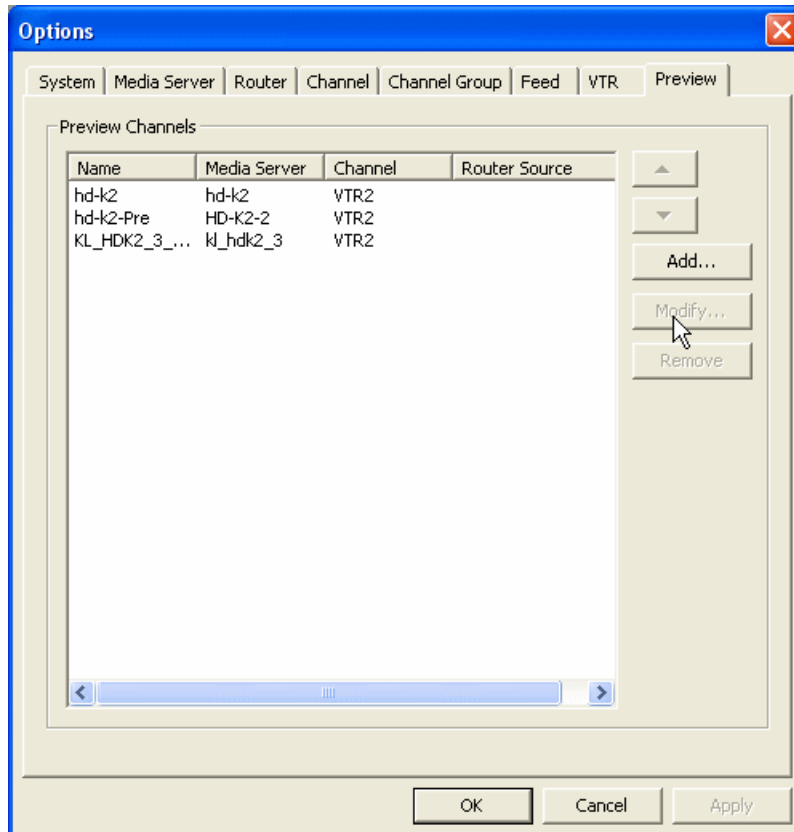 Options
System Media Server Router Channel Channel Group Feed VTR Preview
Preview Channels
Name Media Server Channel Router Source
hd-k2 hd-k2 VTR2
hd-k2-Pre HD-K2-2 VTR2
KL_HDK2_3_... kl_hdk2_3 VTR2
Add...
Modify...
Remove
OK Cancel Apply